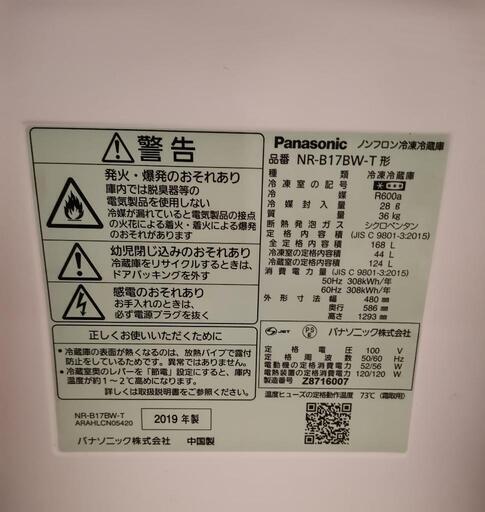 警告
発火・爆発のおそれあり
庫内では脱臭器等の
電気製品を使用しない
冷媒が漏れていると電気製品の接点
の火花による着火・着火による爆発
のおそれあり
幼児閉じ込みのおそれあり
冷蔵庫をリサイクルするときは、
ドアパッキングを外す
感電のおそれあり
お手入れのときは、
必ず電源プラグを抜く
正しくお使いいただくために
•冷蔵庫の表面が熱くなるのは、放熱パイプで露付
防止をしているためです。異常ではありません。
•冷蔵室奥のレバーを「節電」設定にすると、庫内
温度が約1~2℃高めになります。
詳しくは取扱説明書をご覧ください。
NR-B17BW-T
ARAHLCN05420
2019 年製
パナソニック株式会社 中国製
Panasonic ノンフロン冷凍冷蔵庫
品番 NR-B17BW-T 形
種類 冷凍冷蔵庫
冷凍室の記号
冷媒 R600a
冷媒封入量 28 g
質量 36 kg
断熱発泡ガス シクロペンタン
定格内容積 (JIS C 9801-3:2015)
全定格内容積 168 L
冷凍室の定格内容積 44 L
冷蔵室の定格内容積 124 L
消費電力量 (JIS C 9801-3:2015)
50Hz 308kWh/年
60Hz 308kWh/年
外形寸法 幅 480 mm
奥行 586 mm
高さ 1293 mm
JET PS E パナソニック株式会社
定格電圧 100 V
定格周波数 50/60 Hz
電動機の定格消費電力 52/56 W
電熱装置の定格消費電力 120/120 W
製造番号 Z8716007
温度ヒューズの定格動作温度 73℃(取替用)